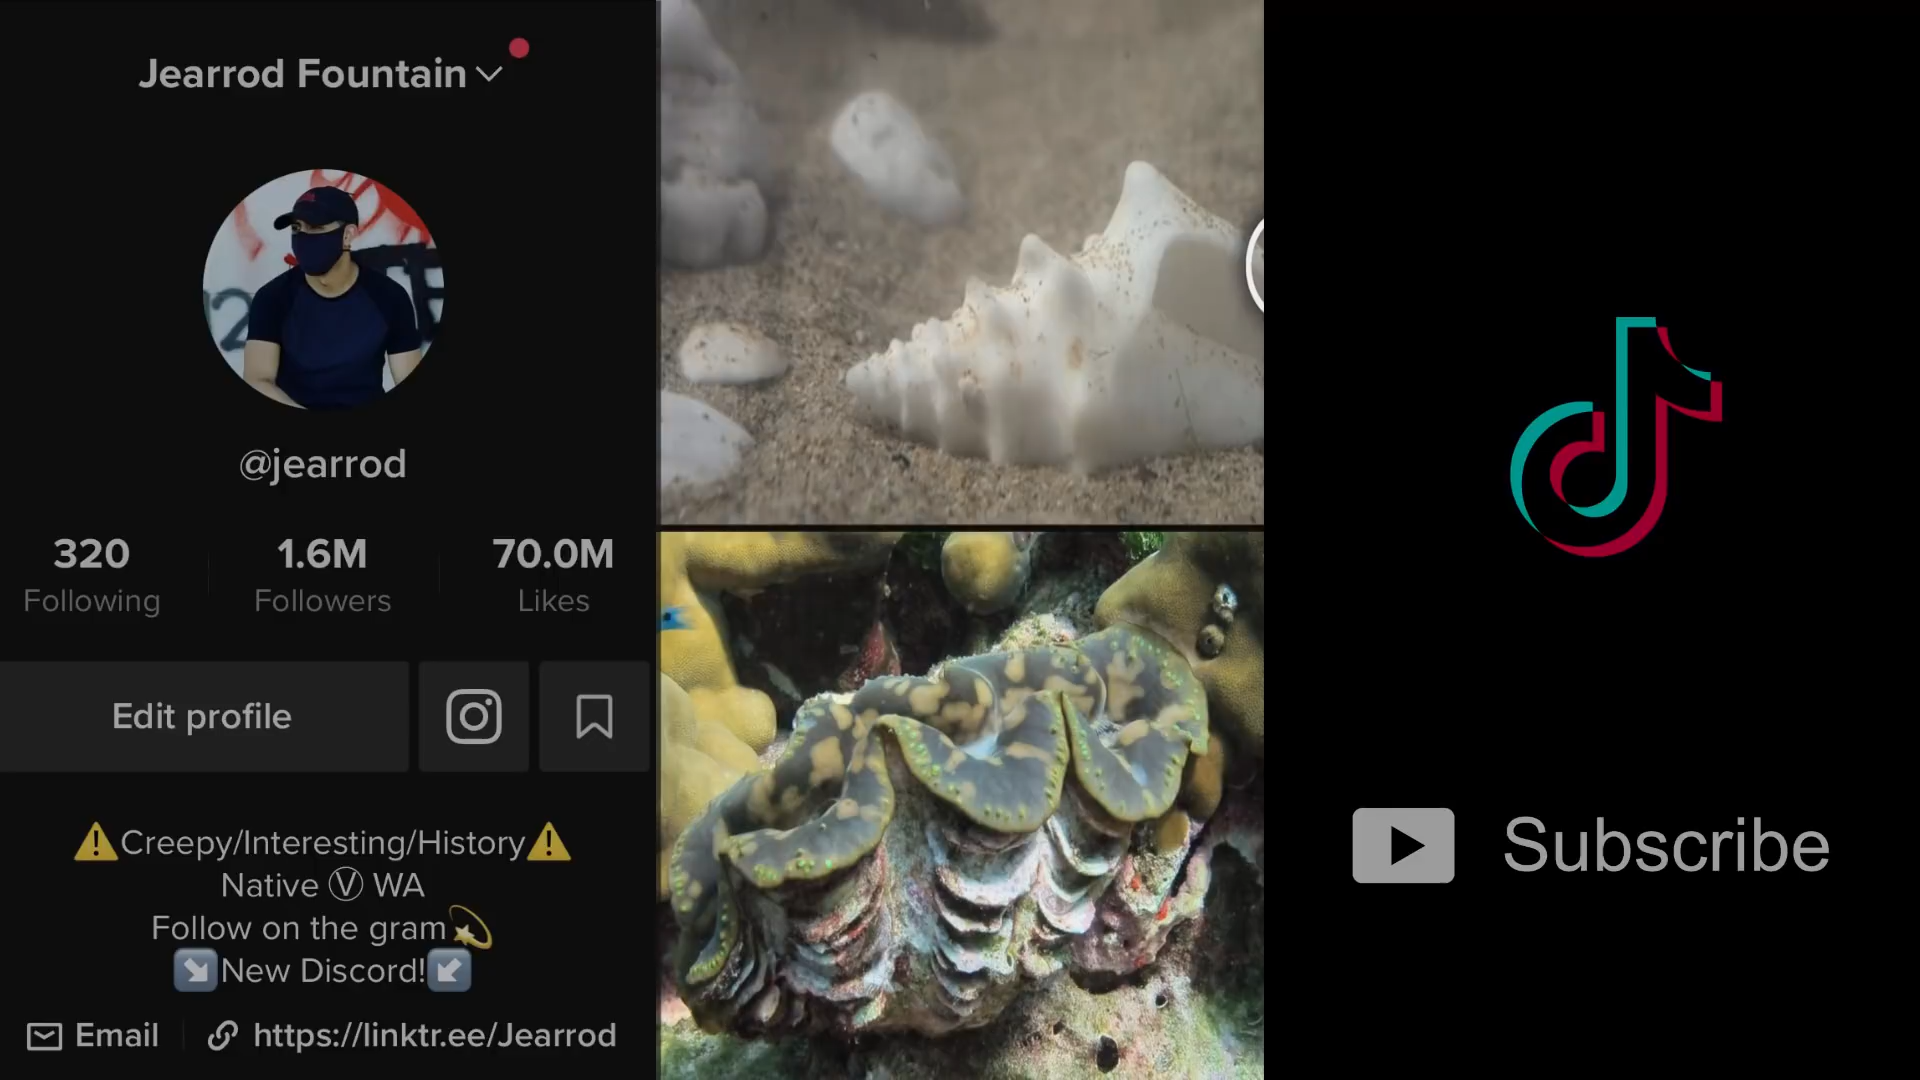 Jearrod Fountain
@jearrod
320 1.6M 70.0M
Following Followers Likes
Edit profile
⚠️Creepy/Interesting/History⚠️
Native Ⓥ WA
Follow on the gram💫
↘️New Discord!↙️
Email https://linktr.ee/Jearrod
Subscribe